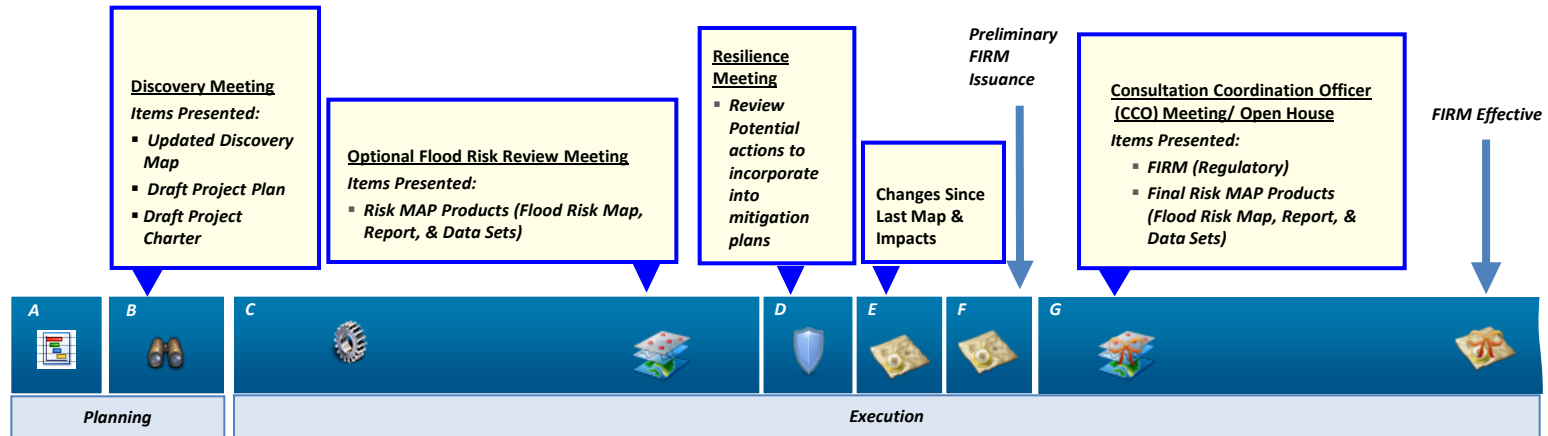 Discovery Meeting
Items Presented:
▪ Updated Discovery
Map
▪ Draft Project Plan
▪ Draft Project
Charter
Optional Flood Risk Review Meeting
Items Presented:
▪ Risk MAP Products (Flood Risk Map,
Report, & Data Sets)
Resilience
Meeting
▪ Review
Potential
actions to
incorporate
into
mitigation
plans
Changes Since
Last Map &
Impacts
Preliminary
FIRM
Issuance
Consultation Coordination Officer
(CCO) Meeting/ Open House
Items Presented:
▪ FIRM (Regulatory)
▪ Final Risk MAP Products
(Flood Risk Map, Report, &
Data Sets)
FIRM Effective
A
B
C
D
E
F
G
Planning
Execution